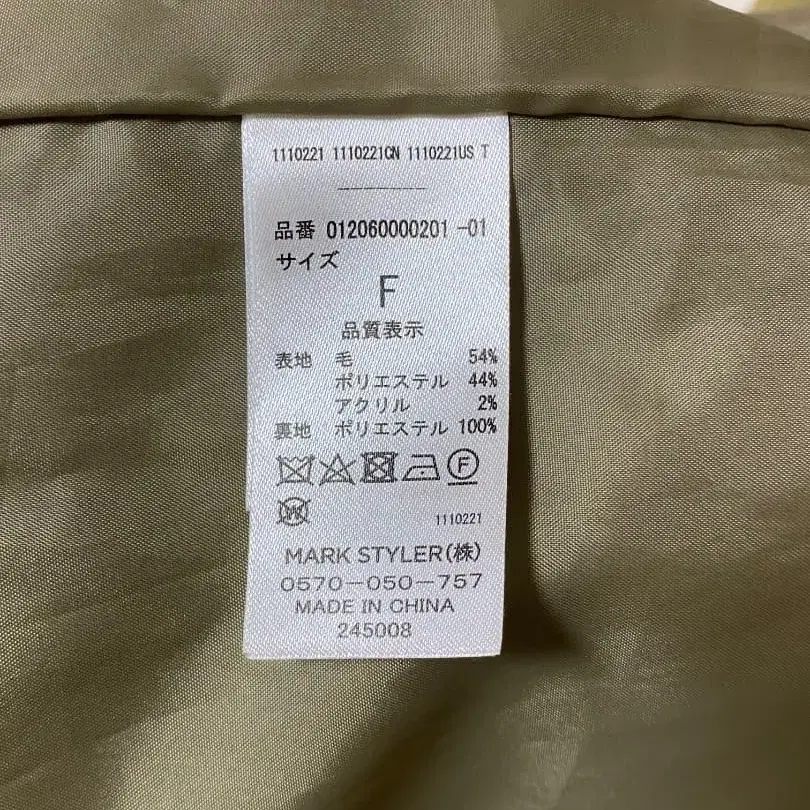 1110221 1110221CN 1110221US T
品番 012060000201 -01
サイズ
F
品質表示
表地 毛 54%
ポリエステル 44%
アクリル 2%
裏地 ポリエステル 100%
F
W
1110221
MARK STYLER(株)
0570-050-757
MADE IN CHINA
245008